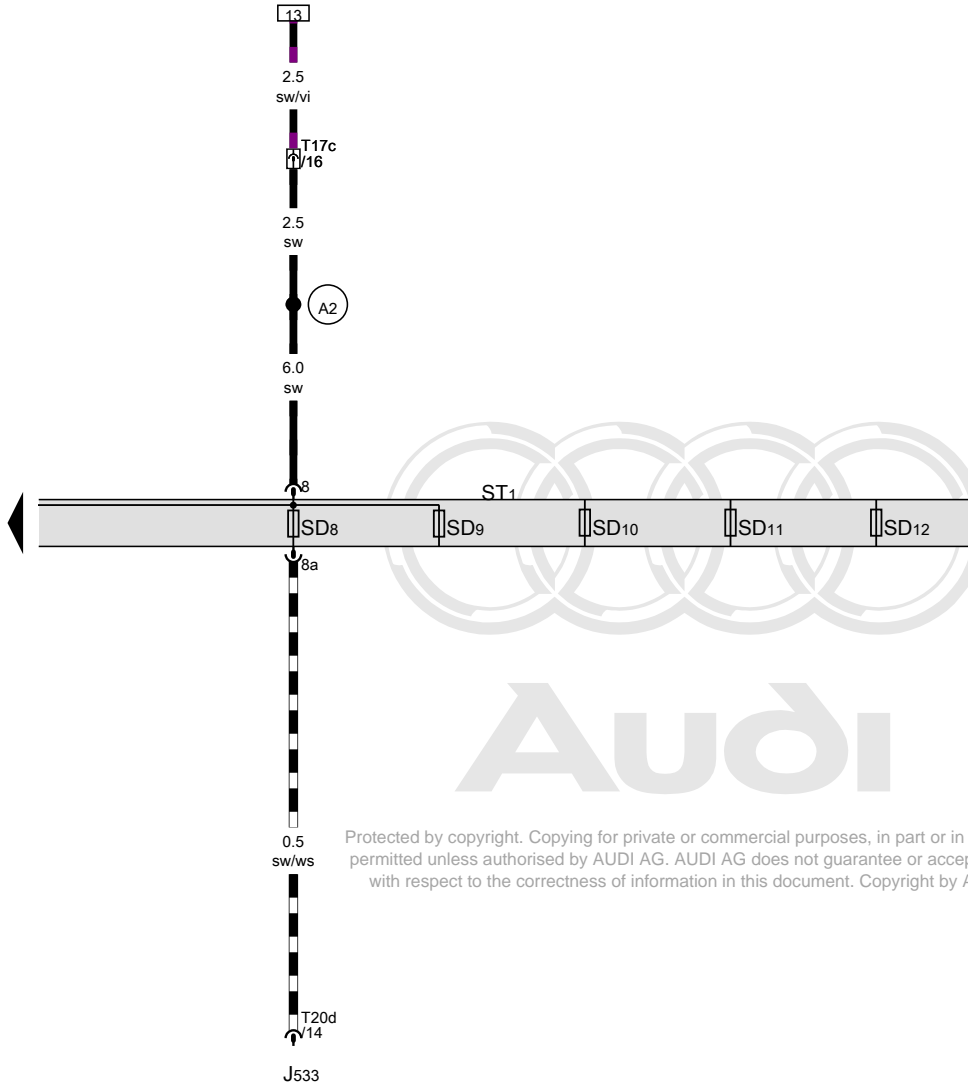 13
2.5
sw/vi
T17c
/16
2.5
sw
A2
6.0
sw
8
ST1
SD8
SD9
SD10
SD11
SD12
8a
Audi
0.5
sw/ws
Protected by copyright. Copying for private or commercial purposes, in part or in
permitted unless authorised by AUDI AG. AUDI AG does not guarantee or accep
with respect to the correctness of information in this document. Copyright by A
T20d
/14
J533